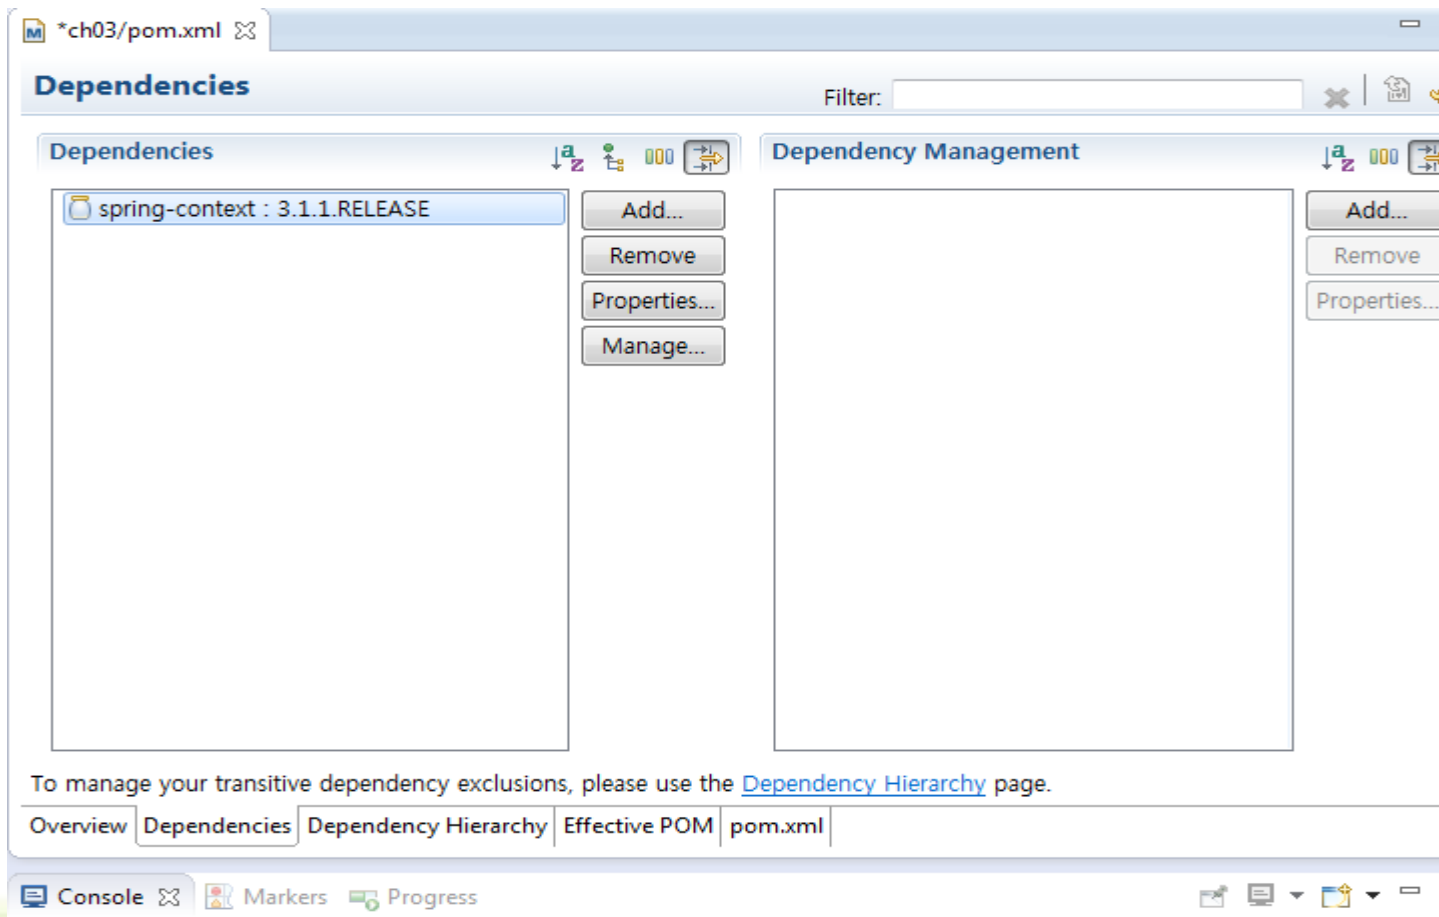 *ch03/pom.xml
Dependencies
Filter:
Dependencies
Dependency Management
spring-context : 3.1.1.RELEASE
Add...
Remove
Properties...
Manage...
Add...
Remove
Properties...
To manage your transitive dependency exclusions, please use the Dependency Hierarchy page.
Overview Dependencies Dependency Hierarchy Effective POM pom.xml
Console Markers Progress